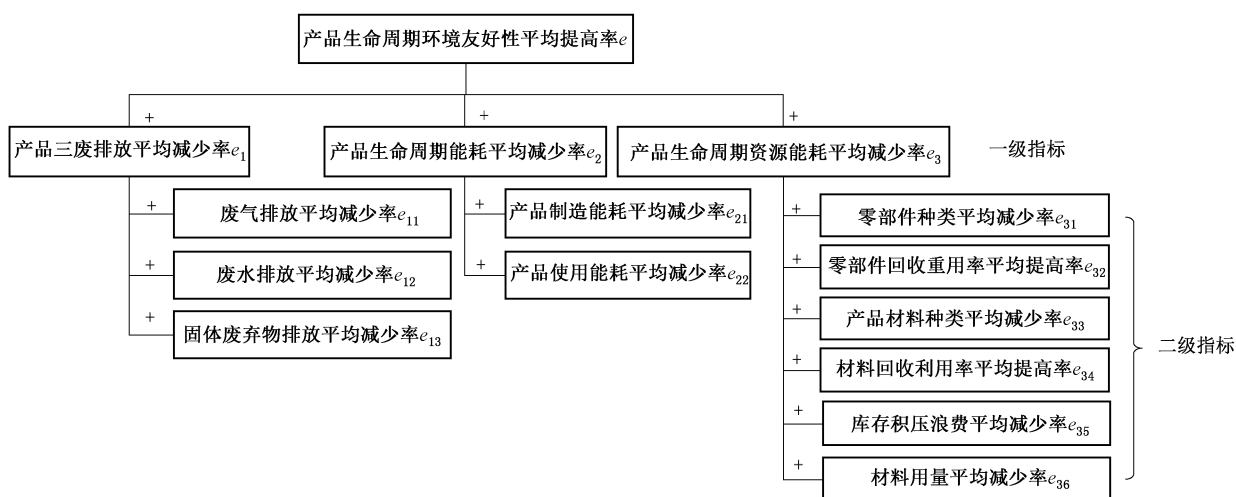 产品生命周期环境友好性平均提高率e
+ + +
产品三废排放平均减少率e₁
产品生命周期能耗平均减少率e₂
产品生命周期资源能耗平均减少率e₃
一级指标
+ 废气排放平均减少率e₁₁
+ 废水排放平均减少率e₁₂
+ 固体废弃物排放平均减少率e₁₃
+ 产品制造能耗平均减少率e₂₁
+ 产品使用能耗平均减少率e₂₂
+ 零部件种类平均减少率e₃₁
+ 零部件回收重用率平均提高率e₃₂
+ 产品材料种类平均减少率e₃₃
+ 材料回收利用率平均提高率e₃₄
+ 库存积压浪费平均减少率e₃₅
+ 材料用量平均减少率e₃₆
二级指标